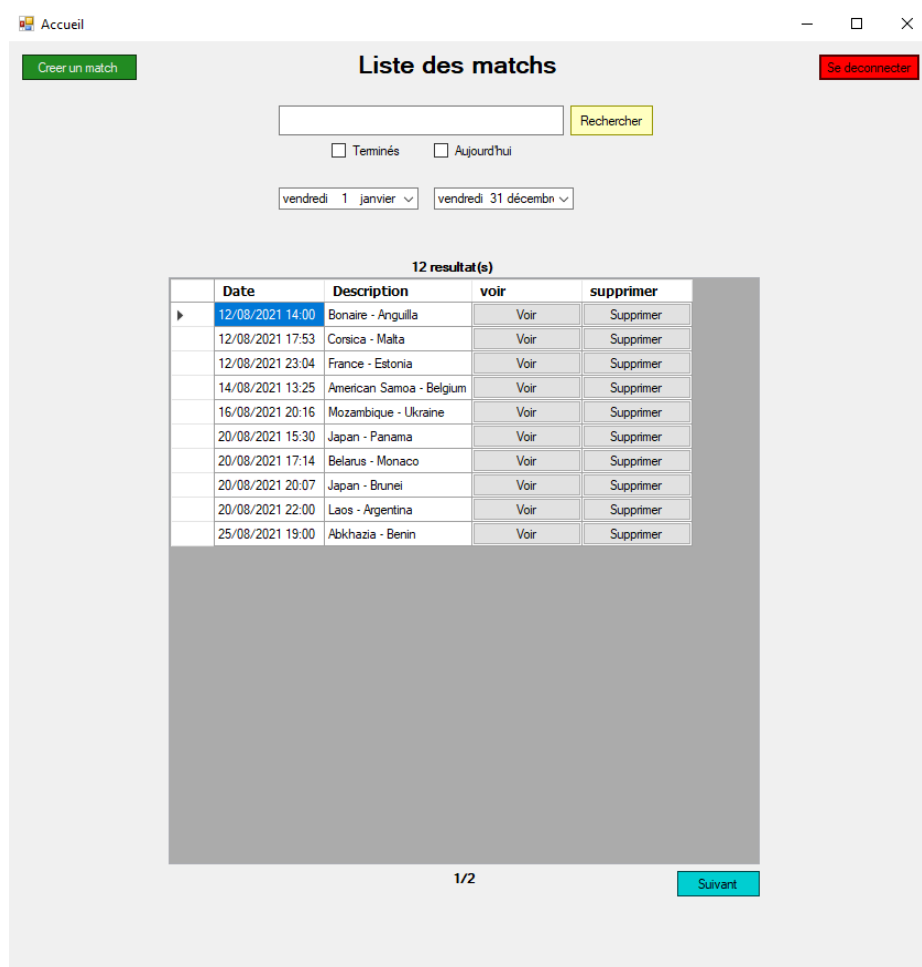 Accueil
Creer un match
Liste des matchs
Se deconnecter
Rechercher
Terminés Aujourd'hui
vendredi 1 janvier vendredi 31 décembr
12 resultat(s)
Date Description voir supprimer
12/08/2021 14:00 Bonaire - Anguilla Voir Supprimer
12/08/2021 17:53 Corsica - Malta Voir Supprimer
12/08/2021 23:04 France - Estonia Voir Supprimer
14/08/2021 13:25 American Samoa - Belgium Voir Supprimer
16/08/2021 20:16 Mozambique - Ukraine Voir Supprimer
20/08/2021 15:30 Japan - Panama Voir Supprimer
20/08/2021 17:14 Belarus - Monaco Voir Supprimer
20/08/2021 20:07 Japan - Brunei Voir Supprimer
20/08/2021 22:00 Laos - Argentina Voir Supprimer
25/08/2021 19:00 Abkhazia - Benin Voir Supprimer
1/2
Suivant